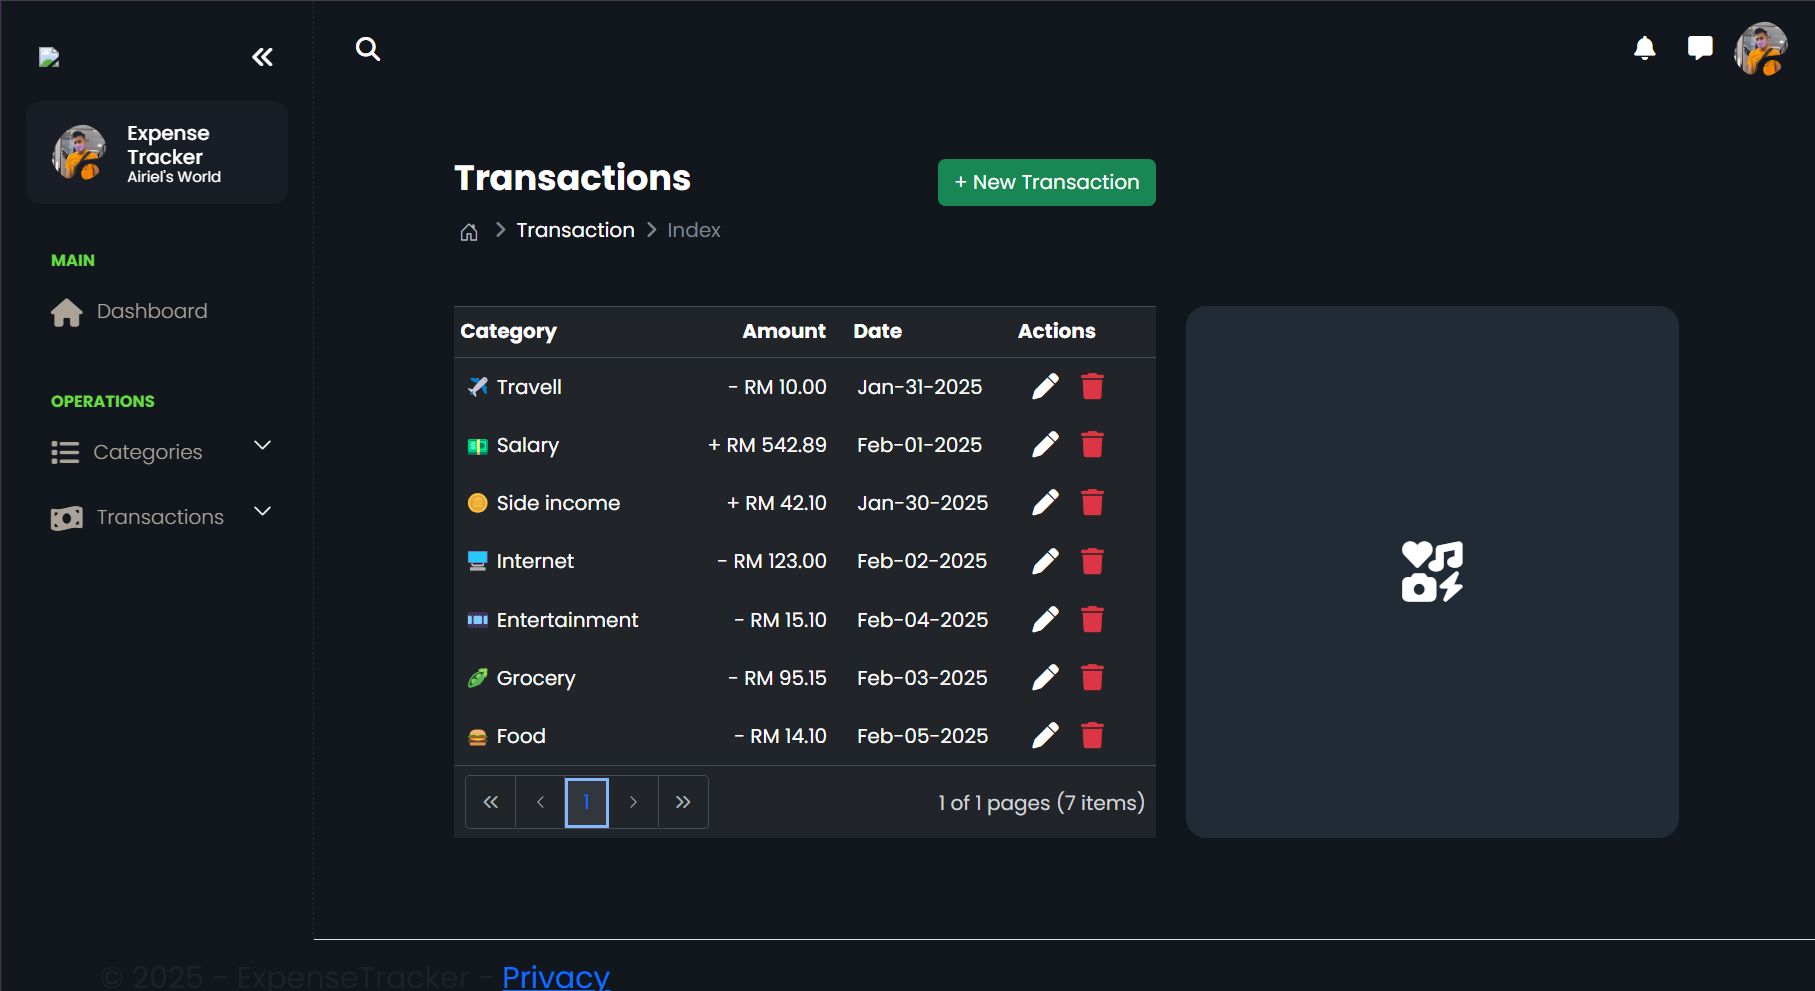 Expense
Tracker
Airiel's World
MAIN
Dashboard
OPERATIONS
Categories
Transactions
Transactions
+ New Transaction
Transaction > Index
Category Amount Date Actions
Travell - RM 10.00 Jan-31-2025
Salary + RM 542.89 Feb-01-2025
Side income + RM 42.10 Jan-30-2025
Internet - RM 123.00 Feb-02-2025
Entertainment - RM 15.10 Feb-04-2025
Grocery - RM 95.15 Feb-03-2025
Food - RM 14.10 Feb-05-2025
1
1 of 1 pages (7 items)
© 2025 - ExpenseTracker - Privacy